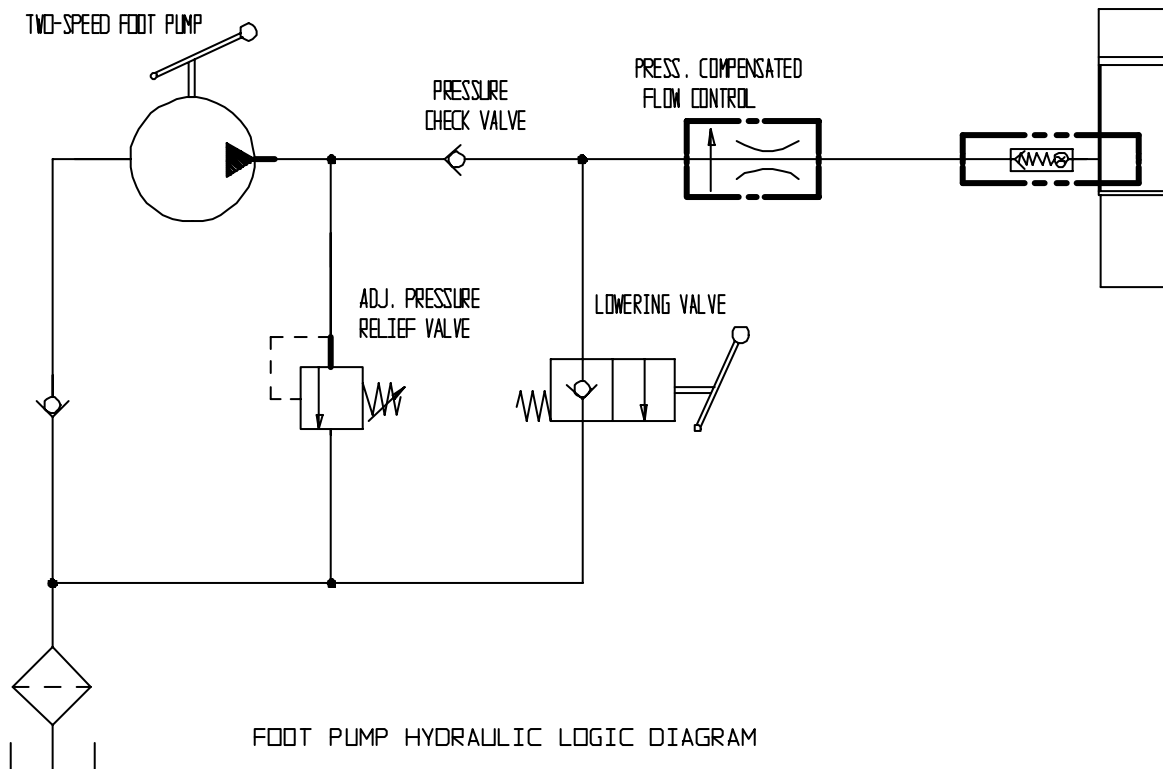 TWO-SPEED FOOT PUMP
PRESSURE
CHECK VALVE
PRESS. COMPENSATED
FLOW CONTROL
ADJ. PRESSURE
RELIEF VALVE
LOWERING VALVE
FOOT PUMP HYDRAULIC LOGIC DIAGRAM